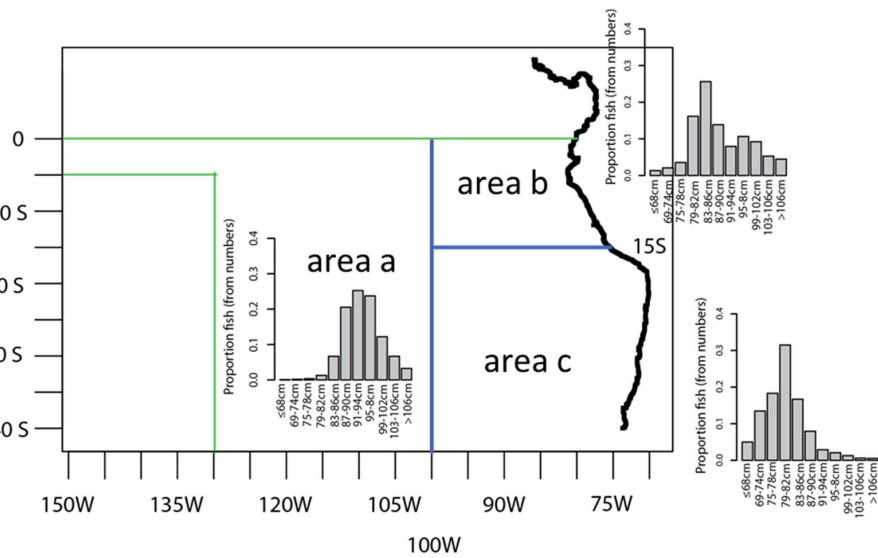 0
0 S
0 S
0 S
0 S
150W 135W 120W 105W 90W 75W
100W
area a
area b
area c
15S
Proportion fish (from numbers)
0.0 0.1 0.2 0.3 0.4
≤68cm
69-74cm
75-78cm
79-82cm
83-86cm
87-90cm
91-94cm
95-8cm
99-102cm
103-106cm
>106cm
Proportion fish (from numbers)
0.0 0.1 0.2 0.3 0.4
≤68cm
69-74cm
75-78cm
79-82cm
83-86cm
87-90cm
91-94cm
95-8cm
99-102cm
103-106cm
>106cm
Proportion fish (from numbers)
0.0 0.1 0.2 0.3 0.4
≤68cm
69-74cm
75-78cm
79-82cm
83-86cm
87-90cm
91-94cm
95-8cm
99-102cm
103-106cm
>106cm